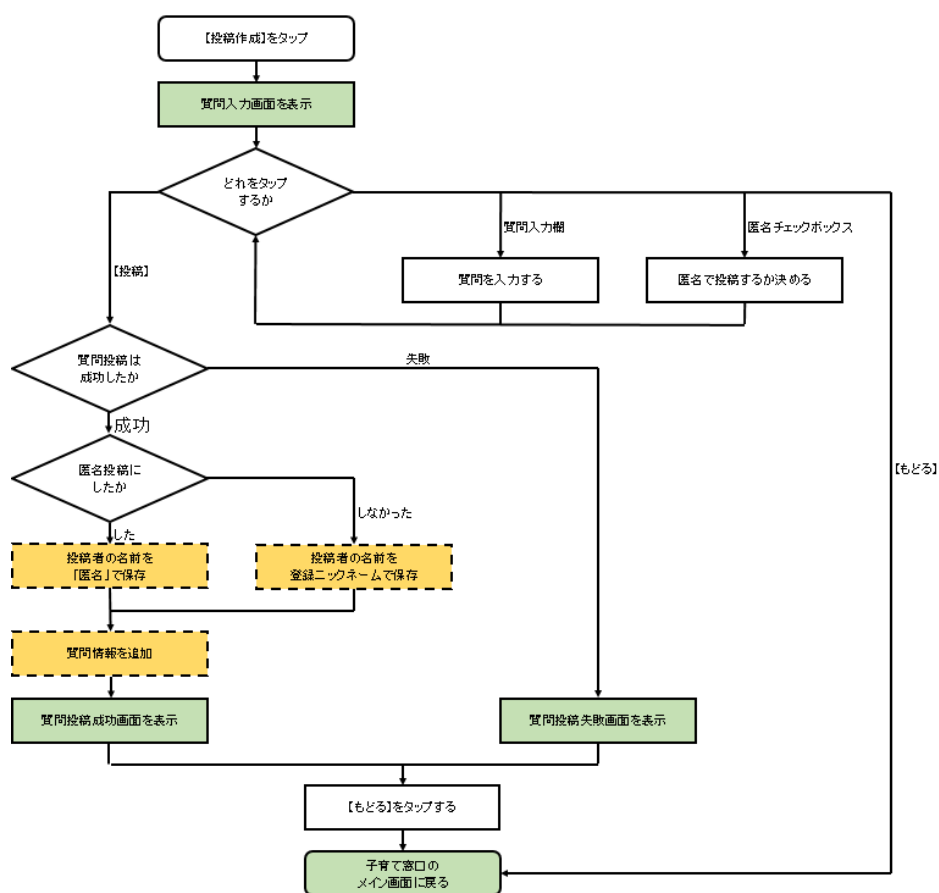 【投稿作成】をタップ
質問入力画面を表示
どれをタップ
するか
質問入力欄
匿名チェックボックス
【投稿】
質問を入力する
匿名で投稿するか決める
質問投稿は
成功したか
失敗
成功
匿名投稿に
したか
【もどる】
しなかった
した
投稿者の名前を
「匿名」で保存
投稿者の名前を
登録ニックネームで保存
質問情報を追加
質問投稿成功画面を表示
質問投稿失敗画面を表示
【もどる】をタップする
子育て窓口の
メイン画面に戻る